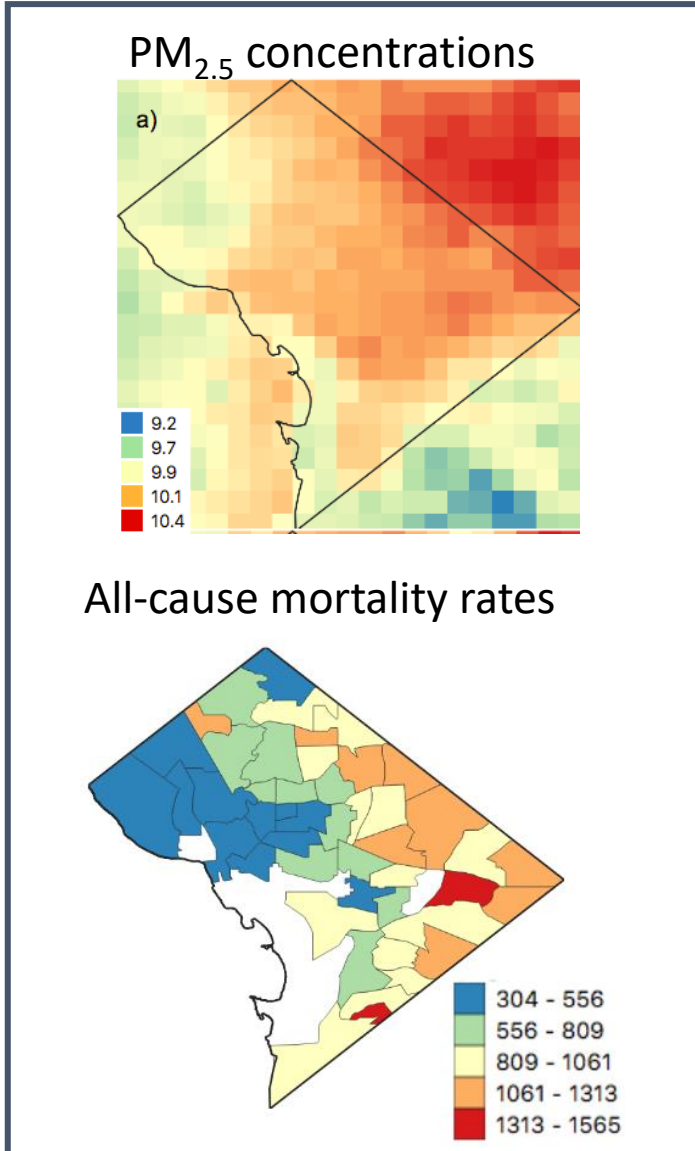 PM2.5 concentrations
a)
9.2
9.7
9.9
10.1
10.4
All-cause mortality rates
304 - 556
556 - 809
809 - 1061
1061 - 1313
1313 - 1565